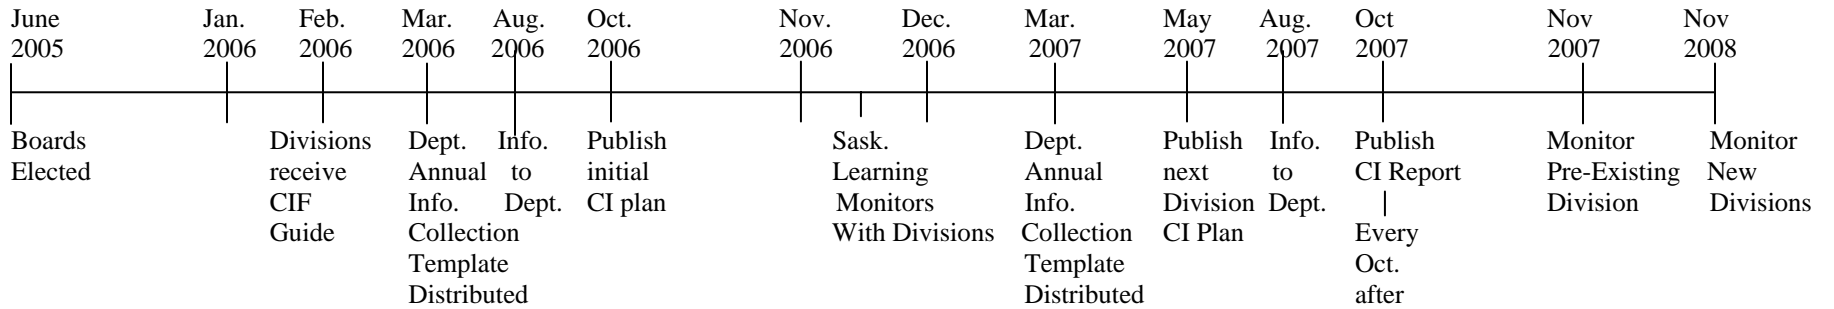 June Jan. Feb. Mar. Aug. Oct. Nov. Dec. Mar. May Aug. Oct Nov Nov
2005 2006 2006 2006 2006 2006 2006 2006 2007 2007 2007 2007 2007 2008
Boards Divisions Dept. Info. Publish Sask. Dept. Publish Info. Publish Monitor Monitor
Elected receive Annual to initial Learning Annual next to CI Report Pre-Existing New
CIF Info. Dept. CI plan Monitors Info. Division Dept. Division Divisions
Guide Collection With Divisions Collection CI Plan Every
Template Template Oct.
Distributed Distributed after